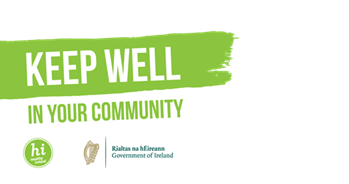 KEEP WELL
IN YOUR COMMUNITY
hi
Rialtas na hÉireann
Government of Ireland